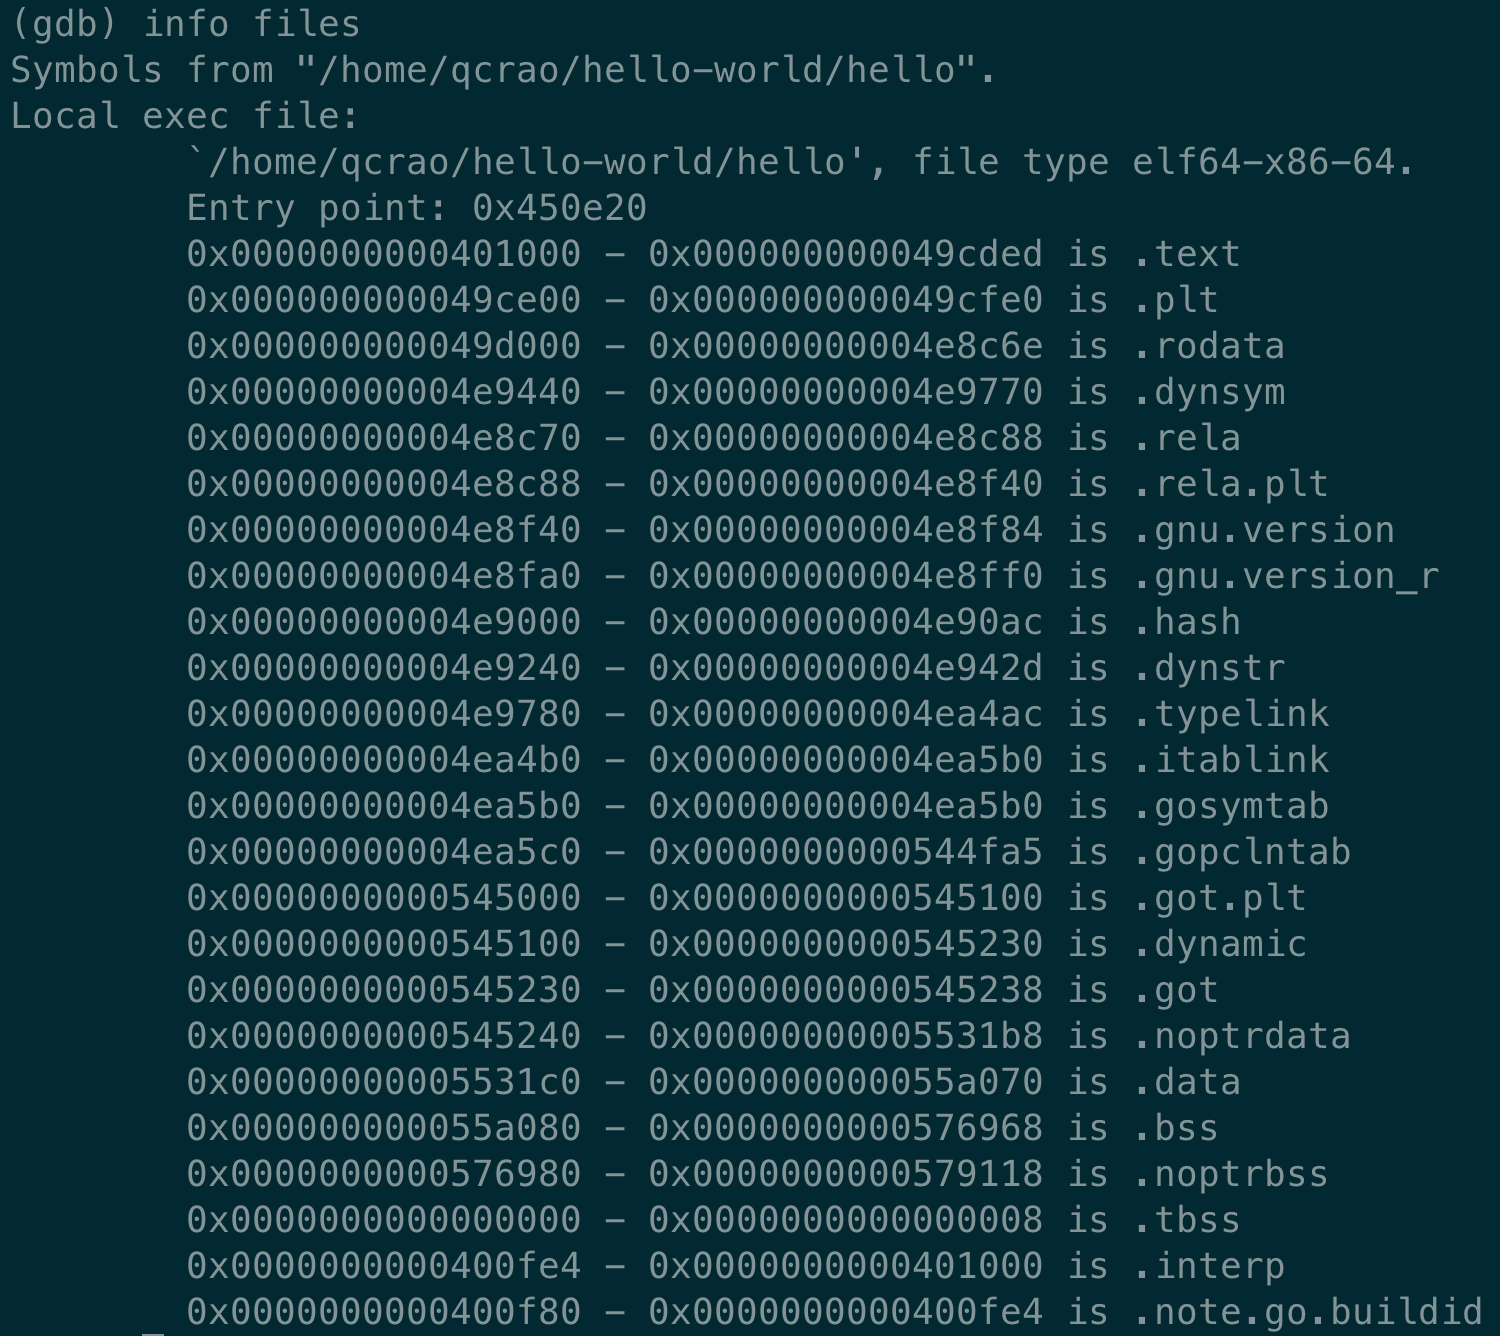 (gdb) info files
Symbols from "/home/qcrao/hello-world/hello".
Local exec file:
`/home/qcrao/hello-world/hello', file type elf64-x86-64.
Entry point: 0x450e20
0x0000000000401000 - 0x000000000049cded is .text
0x000000000049ce00 - 0x000000000049cfe0 is .plt
0x000000000049d000 - 0x00000000004e8c6e is .rodata
0x00000000004e9440 - 0x00000000004e9770 is .dynsym
0x00000000004e8c70 - 0x00000000004e8c88 is .rela
0x00000000004e8c88 - 0x00000000004e8f40 is .rela.plt
0x00000000004e8f40 - 0x00000000004e8f84 is .gnu.version
0x00000000004e8fa0 - 0x00000000004e8ff0 is .gnu.version_r
0x00000000004e9000 - 0x00000000004e90ac is .hash
0x00000000004e9240 - 0x00000000004e942d is .dynstr
0x00000000004e9780 - 0x00000000004ea4ac is .typelink
0x00000000004ea4b0 - 0x00000000004ea5b0 is .itablink
0x00000000004ea5b0 - 0x00000000004ea5b0 is .gosymtab
0x00000000004ea5c0 - 0x0000000000544fa5 is .gopclntab
0x0000000000545000 - 0x0000000000545100 is .got.plt
0x0000000000545100 - 0x0000000000545230 is .dynamic
0x0000000000545230 - 0x0000000000545238 is .got
0x0000000000545240 - 0x00000000005531b8 is .noptrdata
0x00000000005531c0 - 0x000000000055a070 is .data
0x000000000055a080 - 0x0000000000576968 is .bss
0x0000000000576980 - 0x0000000000579118 is .noptrbss
0x0000000000000000 - 0x0000000000000008 is .tbss
0x0000000000400fe4 - 0x0000000000401000 is .interp
0x0000000000400f80 - 0x0000000000400fe4 is .note.go.buildid